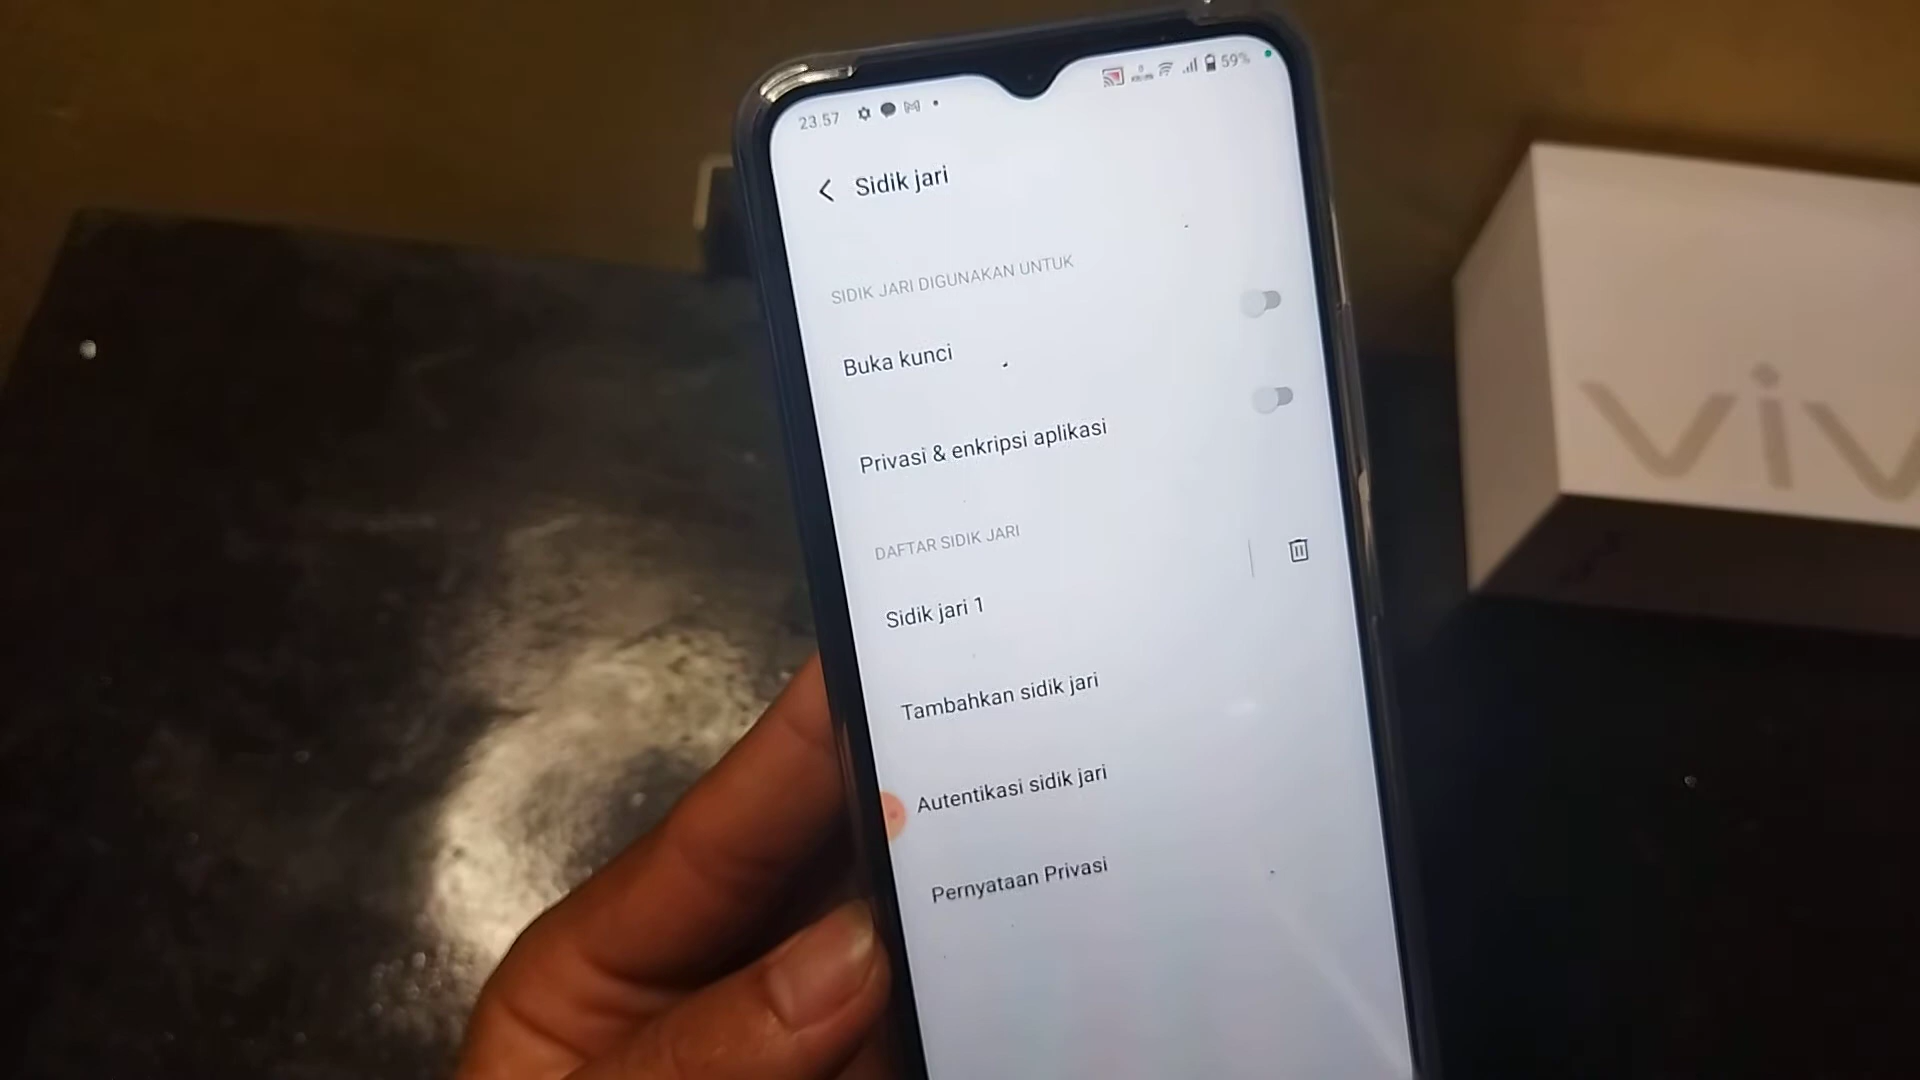 23.57
59%
Sidik jari
SIDIK JARI DIGUNAKAN UNTUK
Buka kunci
Privasi & enkripsi aplikasi
DAFTAR SIDIK JARI
Sidik jari 1
Tambahkan sidik jari
Autentikasi sidik jari
Pernyataan Privasi
viv